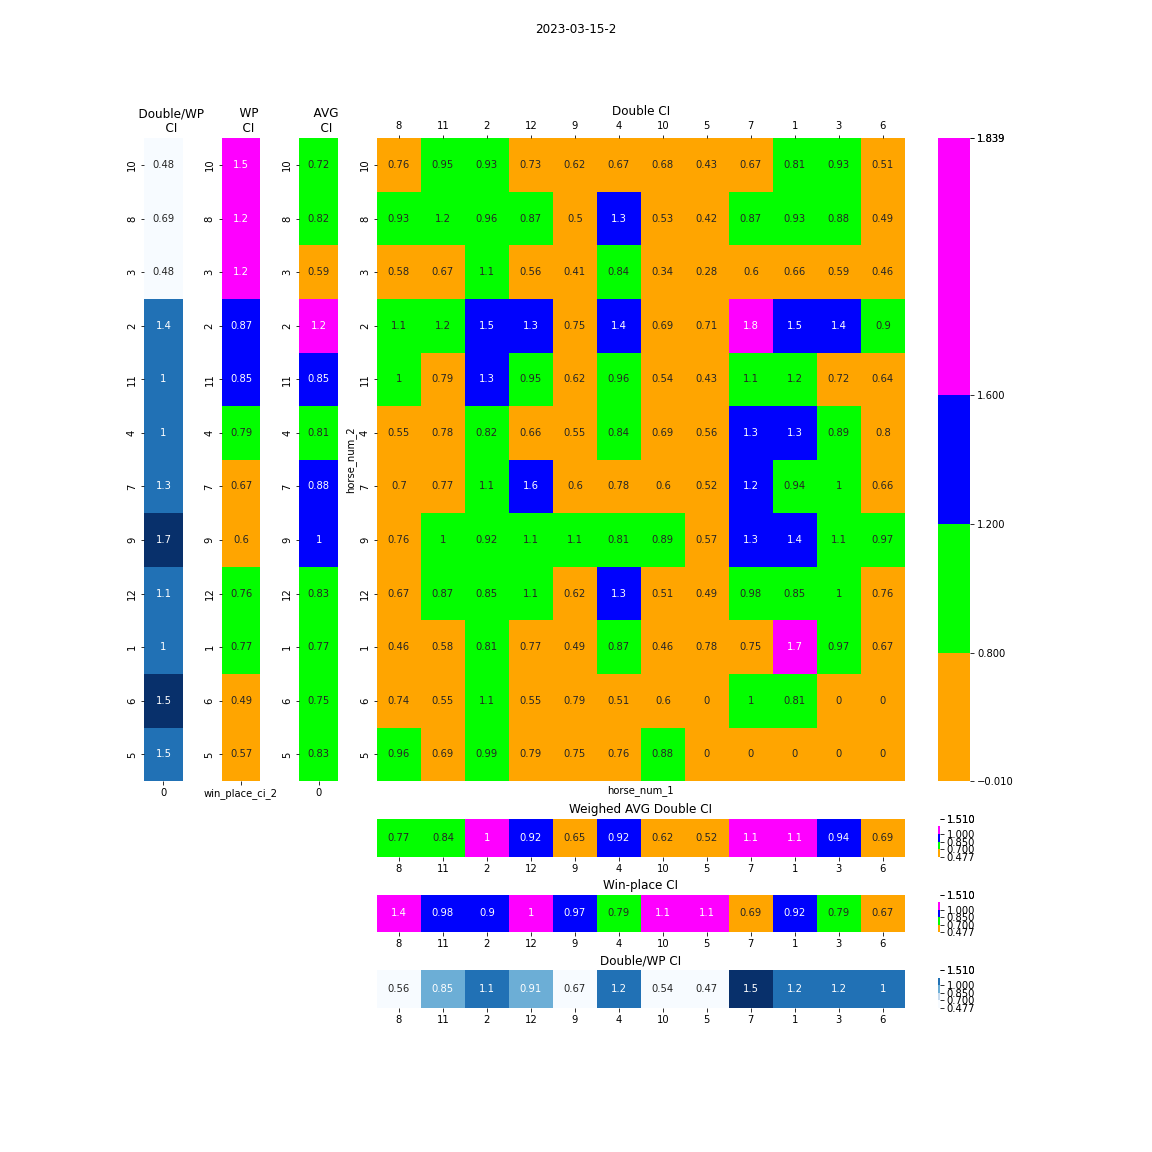 2023-03-15-2
Double/WP CI
WP CI
AVG CI
Double CI
8 11 2 12 9 4 10 5 7 1 3 6
10 0.48 10 1.5 10 0.72 10 0.76 0.95 0.93 0.73 0.62 0.67 0.68 0.43 0.67 0.81 0.93 0.51
8 0.69 8 1.2 8 0.82 8 0.93 1.2 0.96 0.87 0.5 1.3 0.53 0.42 0.87 0.93 0.88 0.49
3 0.48 3 1.2 3 0.59 3 0.58 0.67 1.1 0.56 0.41 0.84 0.34 0.28 0.6 0.66 0.59 0.46
2 1.4 2 0.87 2 1.2 2 1.1 1.2 1.5 1.3 0.75 1.4 0.69 0.71 1.8 1.5 1.4 0.9
11 1 11 0.85 11 0.85 11 1 0.79 1.3 0.95 0.62 0.96 0.54 0.43 1.1 1.2 0.72 0.64
4 1 4 0.79 4 0.81 4 0.55 0.78 0.82 0.66 0.55 0.84 0.69 0.56 1.3 1.3 0.89 0.8
7 1.3 7 0.67 7 0.88 7 0.7 0.77 1.1 1.6 0.6 0.78 0.6 0.52 1.2 0.94 1 0.66
9 1.7 9 0.6 9 1 9 0.76 1 0.92 1.1 1.1 0.81 0.89 0.57 1.3 1.4 1.1 0.97
12 1.1 12 0.76 12 0.83 12 0.67 0.87 0.85 1.1 0.62 1.3 0.51 0.49 0.98 0.85 1 0.76
1 1 1 0.77 1 0.77 1 0.46 0.58 0.81 0.77 0.49 0.87 0.46 0.78 0.75 1.7 0.97 0.67
6 1.5 6 0.49 6 0.75 6 0.74 0.55 1.1 0.55 0.79 0.51 0.6 0 1 0.81 0 0
5 1.5 5 0.57 5 0.83 5 0.96 0.69 0.99 0.79 0.75 0.76 0.88 0 0 0 0 0
horse_num_2
0 win_place_ci_2 0 horse_num_1
1.839
1.600
1.200
0.800
−0.010
Weighed AVG Double CI
0.77 0.84 1 0.92 0.65 0.92 0.62 0.52 1.1 1.1 0.94 0.69
8 11 2 12 9 4 10 5 7 1 3 6
1.510
1.000
0.850
0.700
0.477
Win-place CI
1.4 0.98 0.9 1 0.97 0.79 1.1 1.1 0.69 0.92 0.79 0.67
8 11 2 12 9 4 10 5 7 1 3 6
1.510
1.000
0.850
0.700
0.477
Double/WP CI
0.56 0.85 1.1 0.91 0.67 1.2 0.54 0.47 1.5 1.2 1.2 1
8 11 2 12 9 4 10 5 7 1 3 6
1.510
1.000
0.850
0.700
0.477